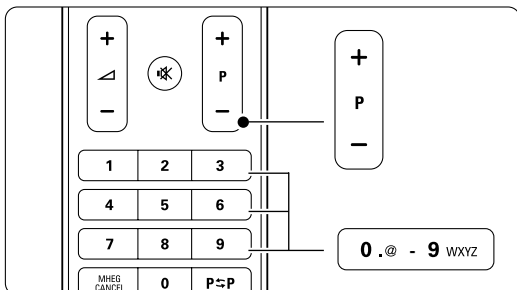 + + +
P P
− − −
1 2 3
4 5 6
7 8 9
0 .@ - 9 WXYZ
MHEG CANCEL 0 P⇆P